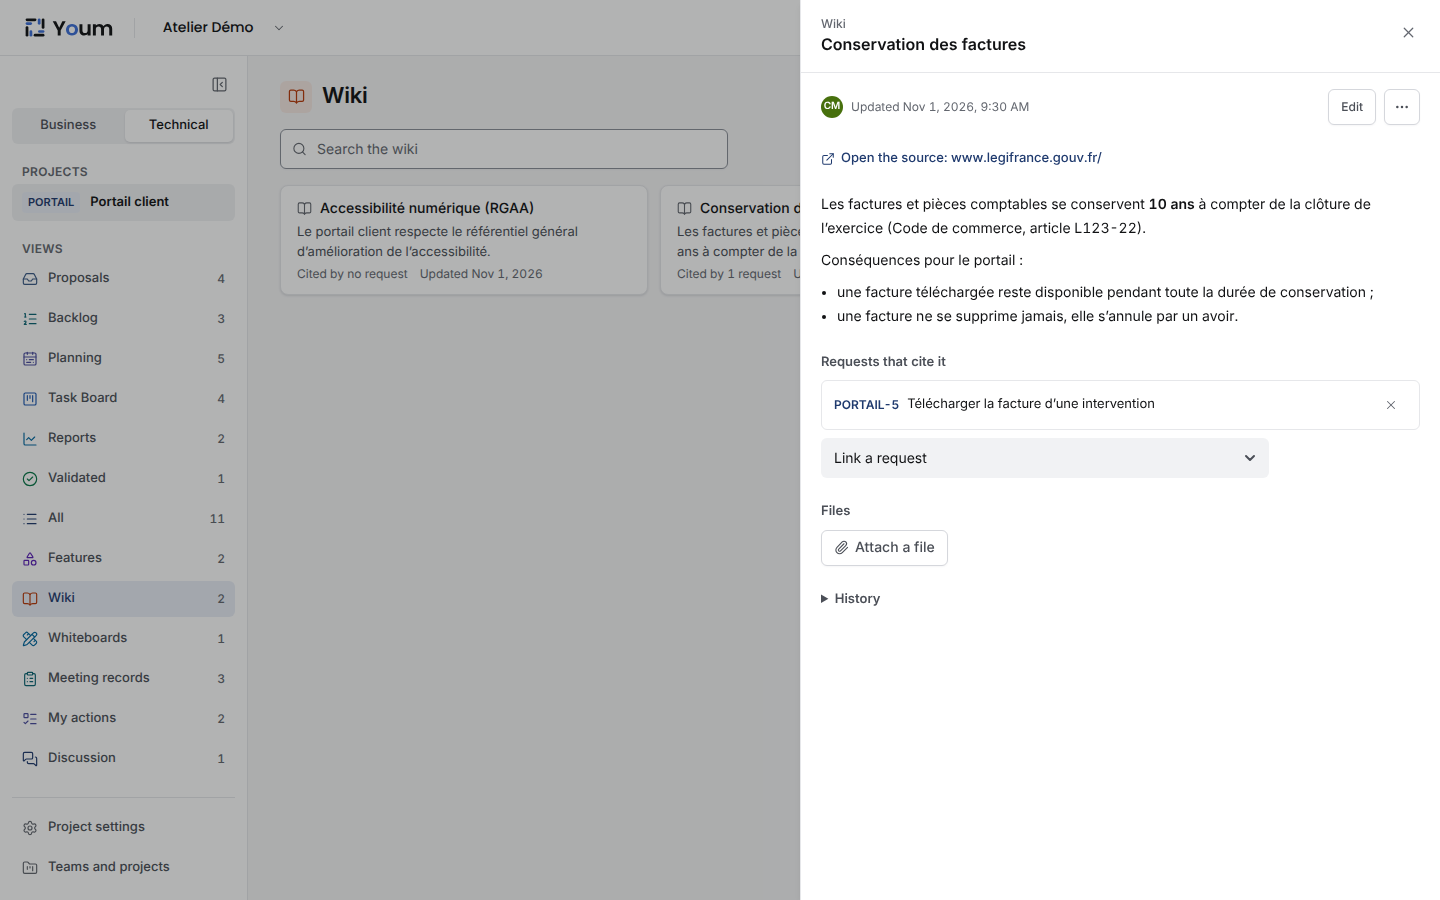 Youm
Atelier Démo
Business
Technical
PROJECTS
PORTAIL
Portail client
VIEWS
Proposals 4
Backlog 3
Planning 5
Task Board 4
Reports 2
Validated 1
All 11
Features 2
Wiki 2
Whiteboards 1
Meeting records 3
My actions 2
Discussion 1
Project settings
Teams and projects
Wiki
Search the wiki
Accessibilité numérique (RGAA)
Le portail client respecte le référentiel général
d’amélioration de l’accessibilité.
Cited by no request Updated Nov 1, 2026
Conservation d
Les factures et pièce
ans à compter de la
Cited by 1 request U
Wiki
Conservation des factures
CM
Updated Nov 1, 2026, 9:30 AM
Edit
Open the source: www.legifrance.gouv.fr/
Les factures et pièces comptables se conservent 10 ans à compter de la clôture de
l’exercice (Code de commerce, article L123-22).
Conséquences pour le portail :
• une facture téléchargée reste disponible pendant toute la durée de conservation ;
• une facture ne se supprime jamais, elle s’annule par un avoir.
Requests that cite it
PORTAIL-5 Télécharger la facture d’une intervention
Link a request
Files
Attach a file
History